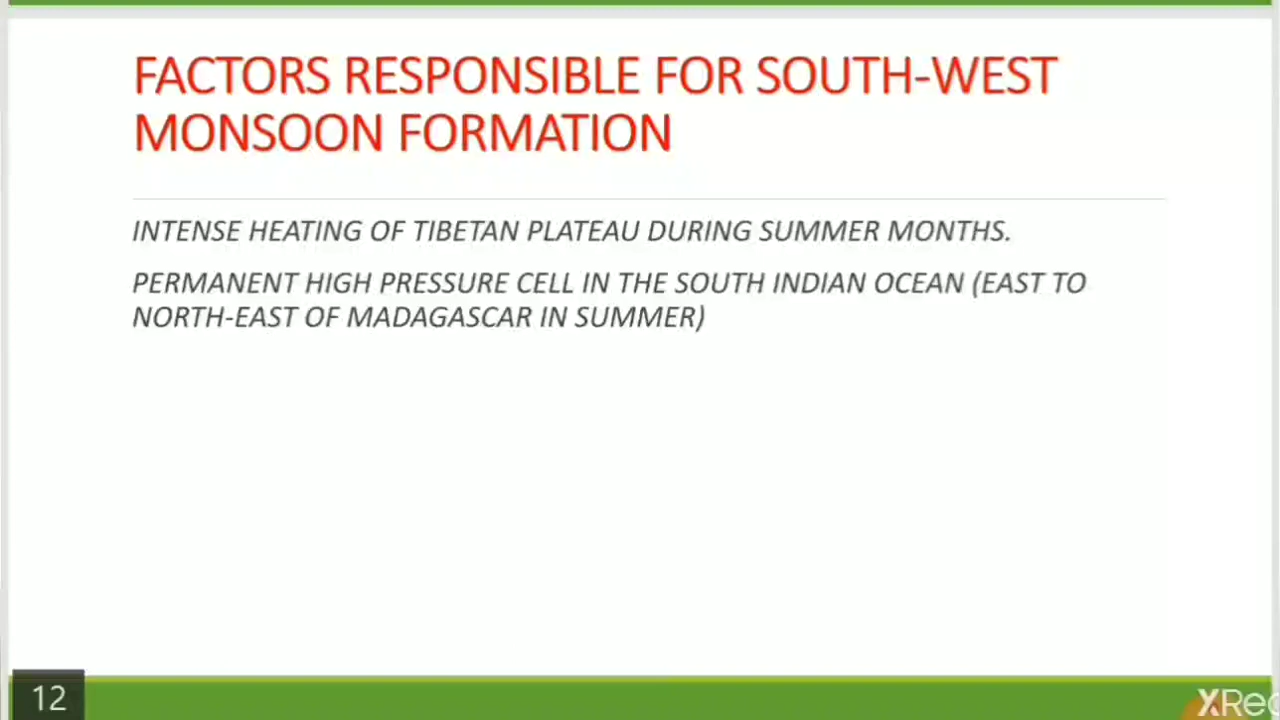 FACTORS RESPONSIBLE FOR SOUTH-WEST
MONSOON FORMATION
INTENSE HEATING OF TIBETAN PLATEAU DURING SUMMER MONTHS.
PERMANENT HIGH PRESSURE CELL IN THE SOUTH INDIAN OCEAN (EAST TO
NORTH-EAST OF MADAGASCAR IN SUMMER)
12
XRec